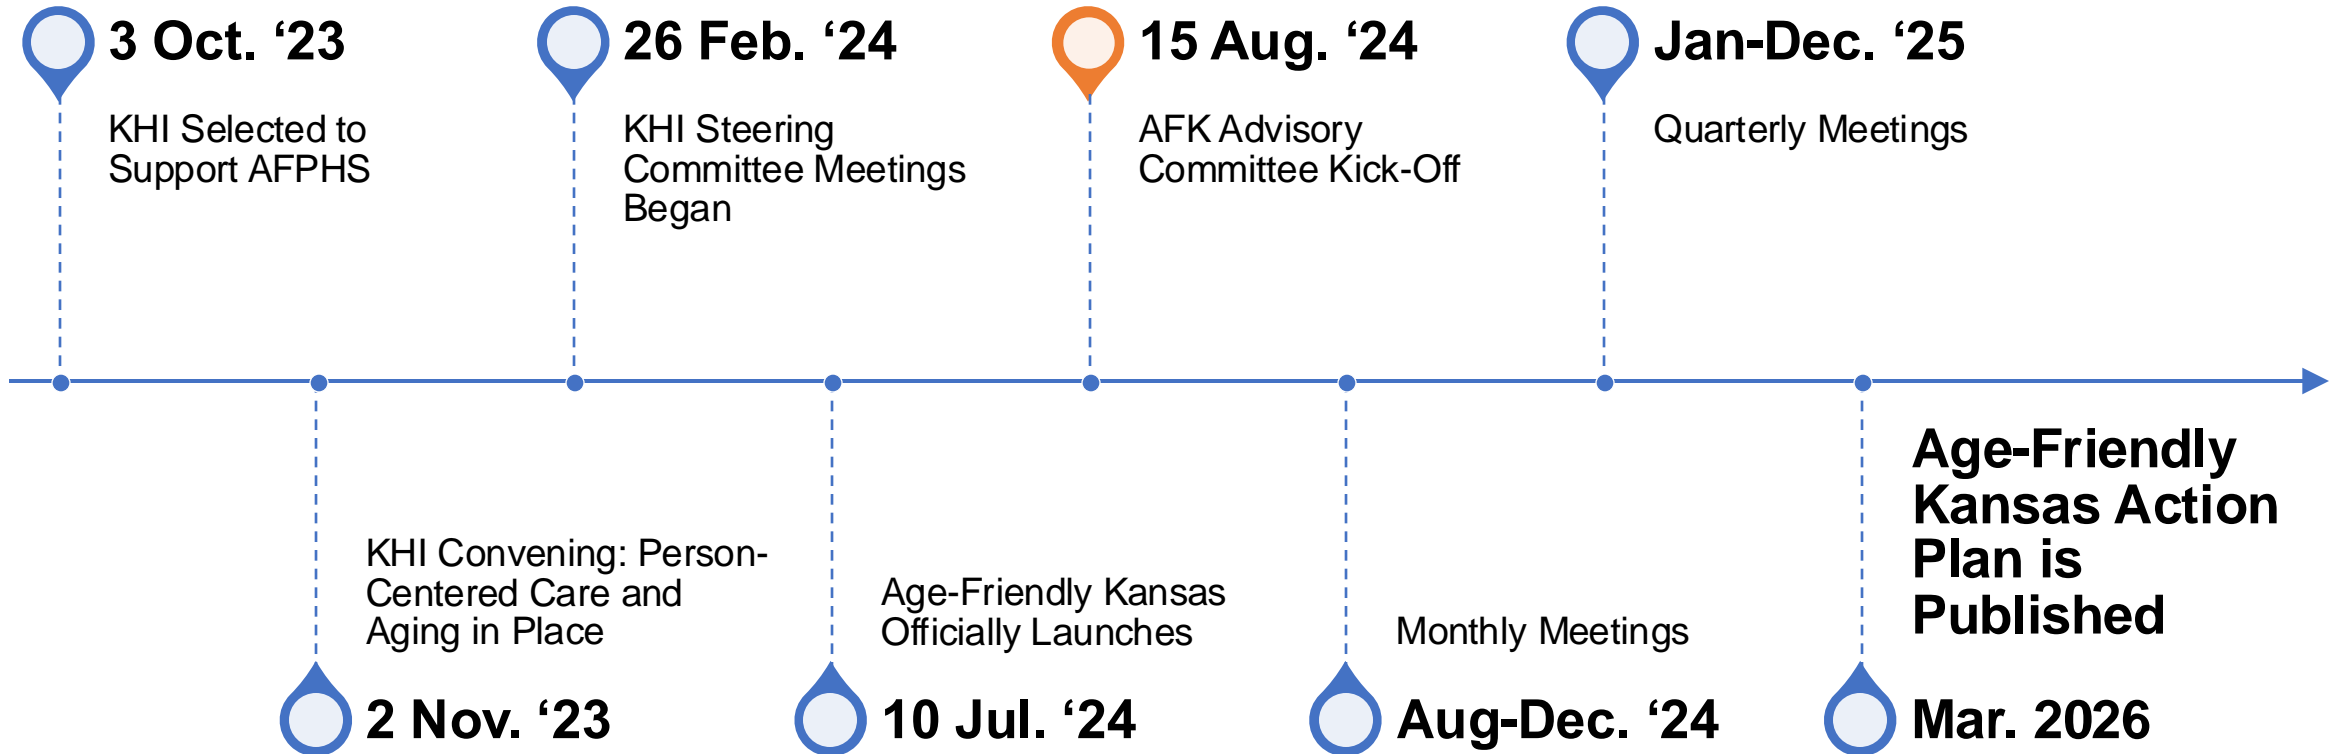 3 Oct. ‘23
KHI Selected to
Support AFPHS
26 Feb. ‘24
KHI Steering
Committee Meetings
Began
15 Aug. ‘24
AFK Advisory
Committee Kick-Off
Jan-Dec. ‘25
Quarterly Meetings
KHI Convening: Person-
Centered Care and
Aging in Place
2 Nov. ‘23
Age-Friendly Kansas
Officially Launches
10 Jul. ‘24
Monthly Meetings
Aug-Dec. ‘24
Age-Friendly
Kansas Action
Plan is
Published
Mar. 2026